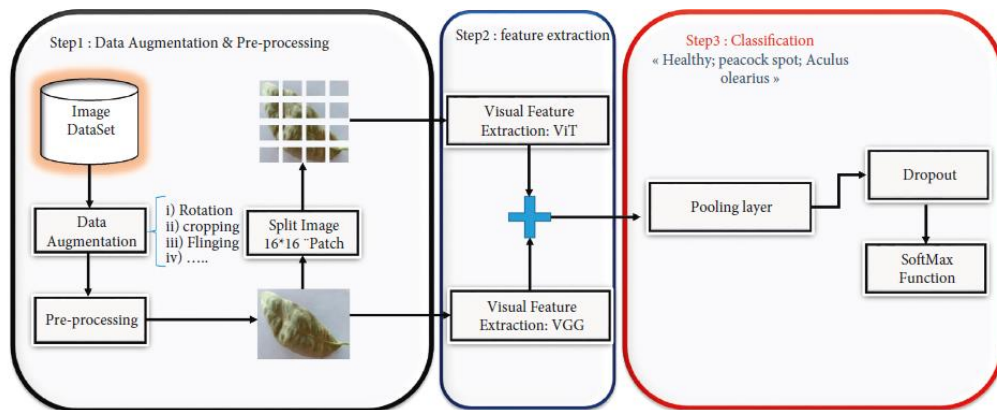 Step1 : Data Augmentation & Pre-processing
Image
DataSet
Data
Augmentation
i) Rotation
ii) cropping
iii) Flinging
iv) .....
Pre-processing
Split Image
16*16 ¨Patch
Step2 : feature extraction
Visual Feature
Extraction: ViT
Visual Feature
Extraction: VGG
Step3 : Classification
« Healthy; peacock spot; Aculus
olearius »
Pooling layer
Dropout
SoftMax
Function